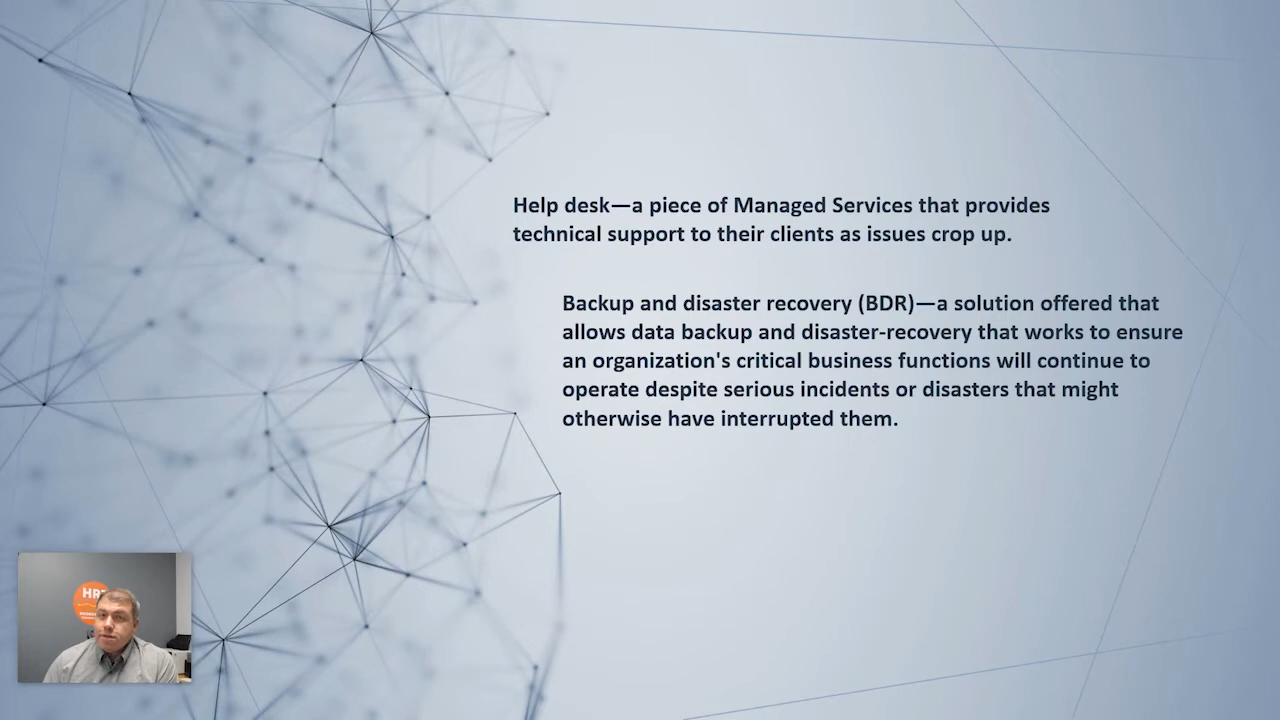 Help desk—a piece of Managed Services that provides
technical support to their clients as issues crop up.
Backup and disaster recovery (BDR)—a solution offered that
allows data backup and disaster-recovery that works to ensure
an organization's critical business functions will continue to
operate despite serious incidents or disasters that might
otherwise have interrupted them.